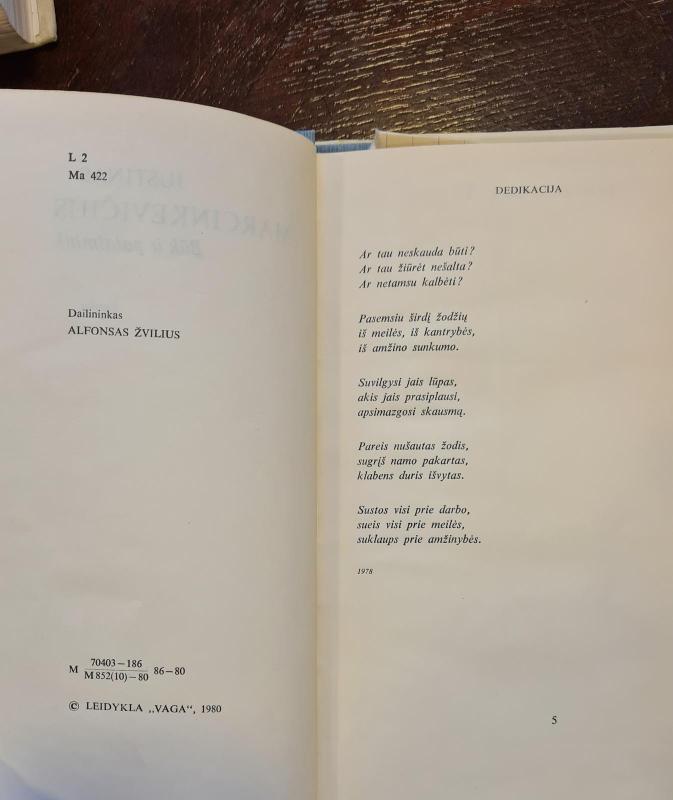 L 2
Ma 422
Dailininkas
ALFONSAS ŽVILIUS
M 70403—186 86—80
M852(10)—80
© LEIDYKLA „VAGA“, 1980
DEDIKACIJA
Ar tau neskauda būti?
Ar tau žiūrėt nešalta?
Ar netamsu kalbėti?
Pasemsiu širdį žodžių
iš meilės, iš kantrybės,
iš amžino sunkumo.
Suvilgysi jais lūpas,
akis jais prasiplausi,
apsimazgosi skausmą.
Pareis nušautas žodis,
sugrįš namo pakartas,
klabens duris išvytas.
Sustos visi prie darbo,
sueis visi prie meilės,
suklaups prie amžinybės.
1978
5